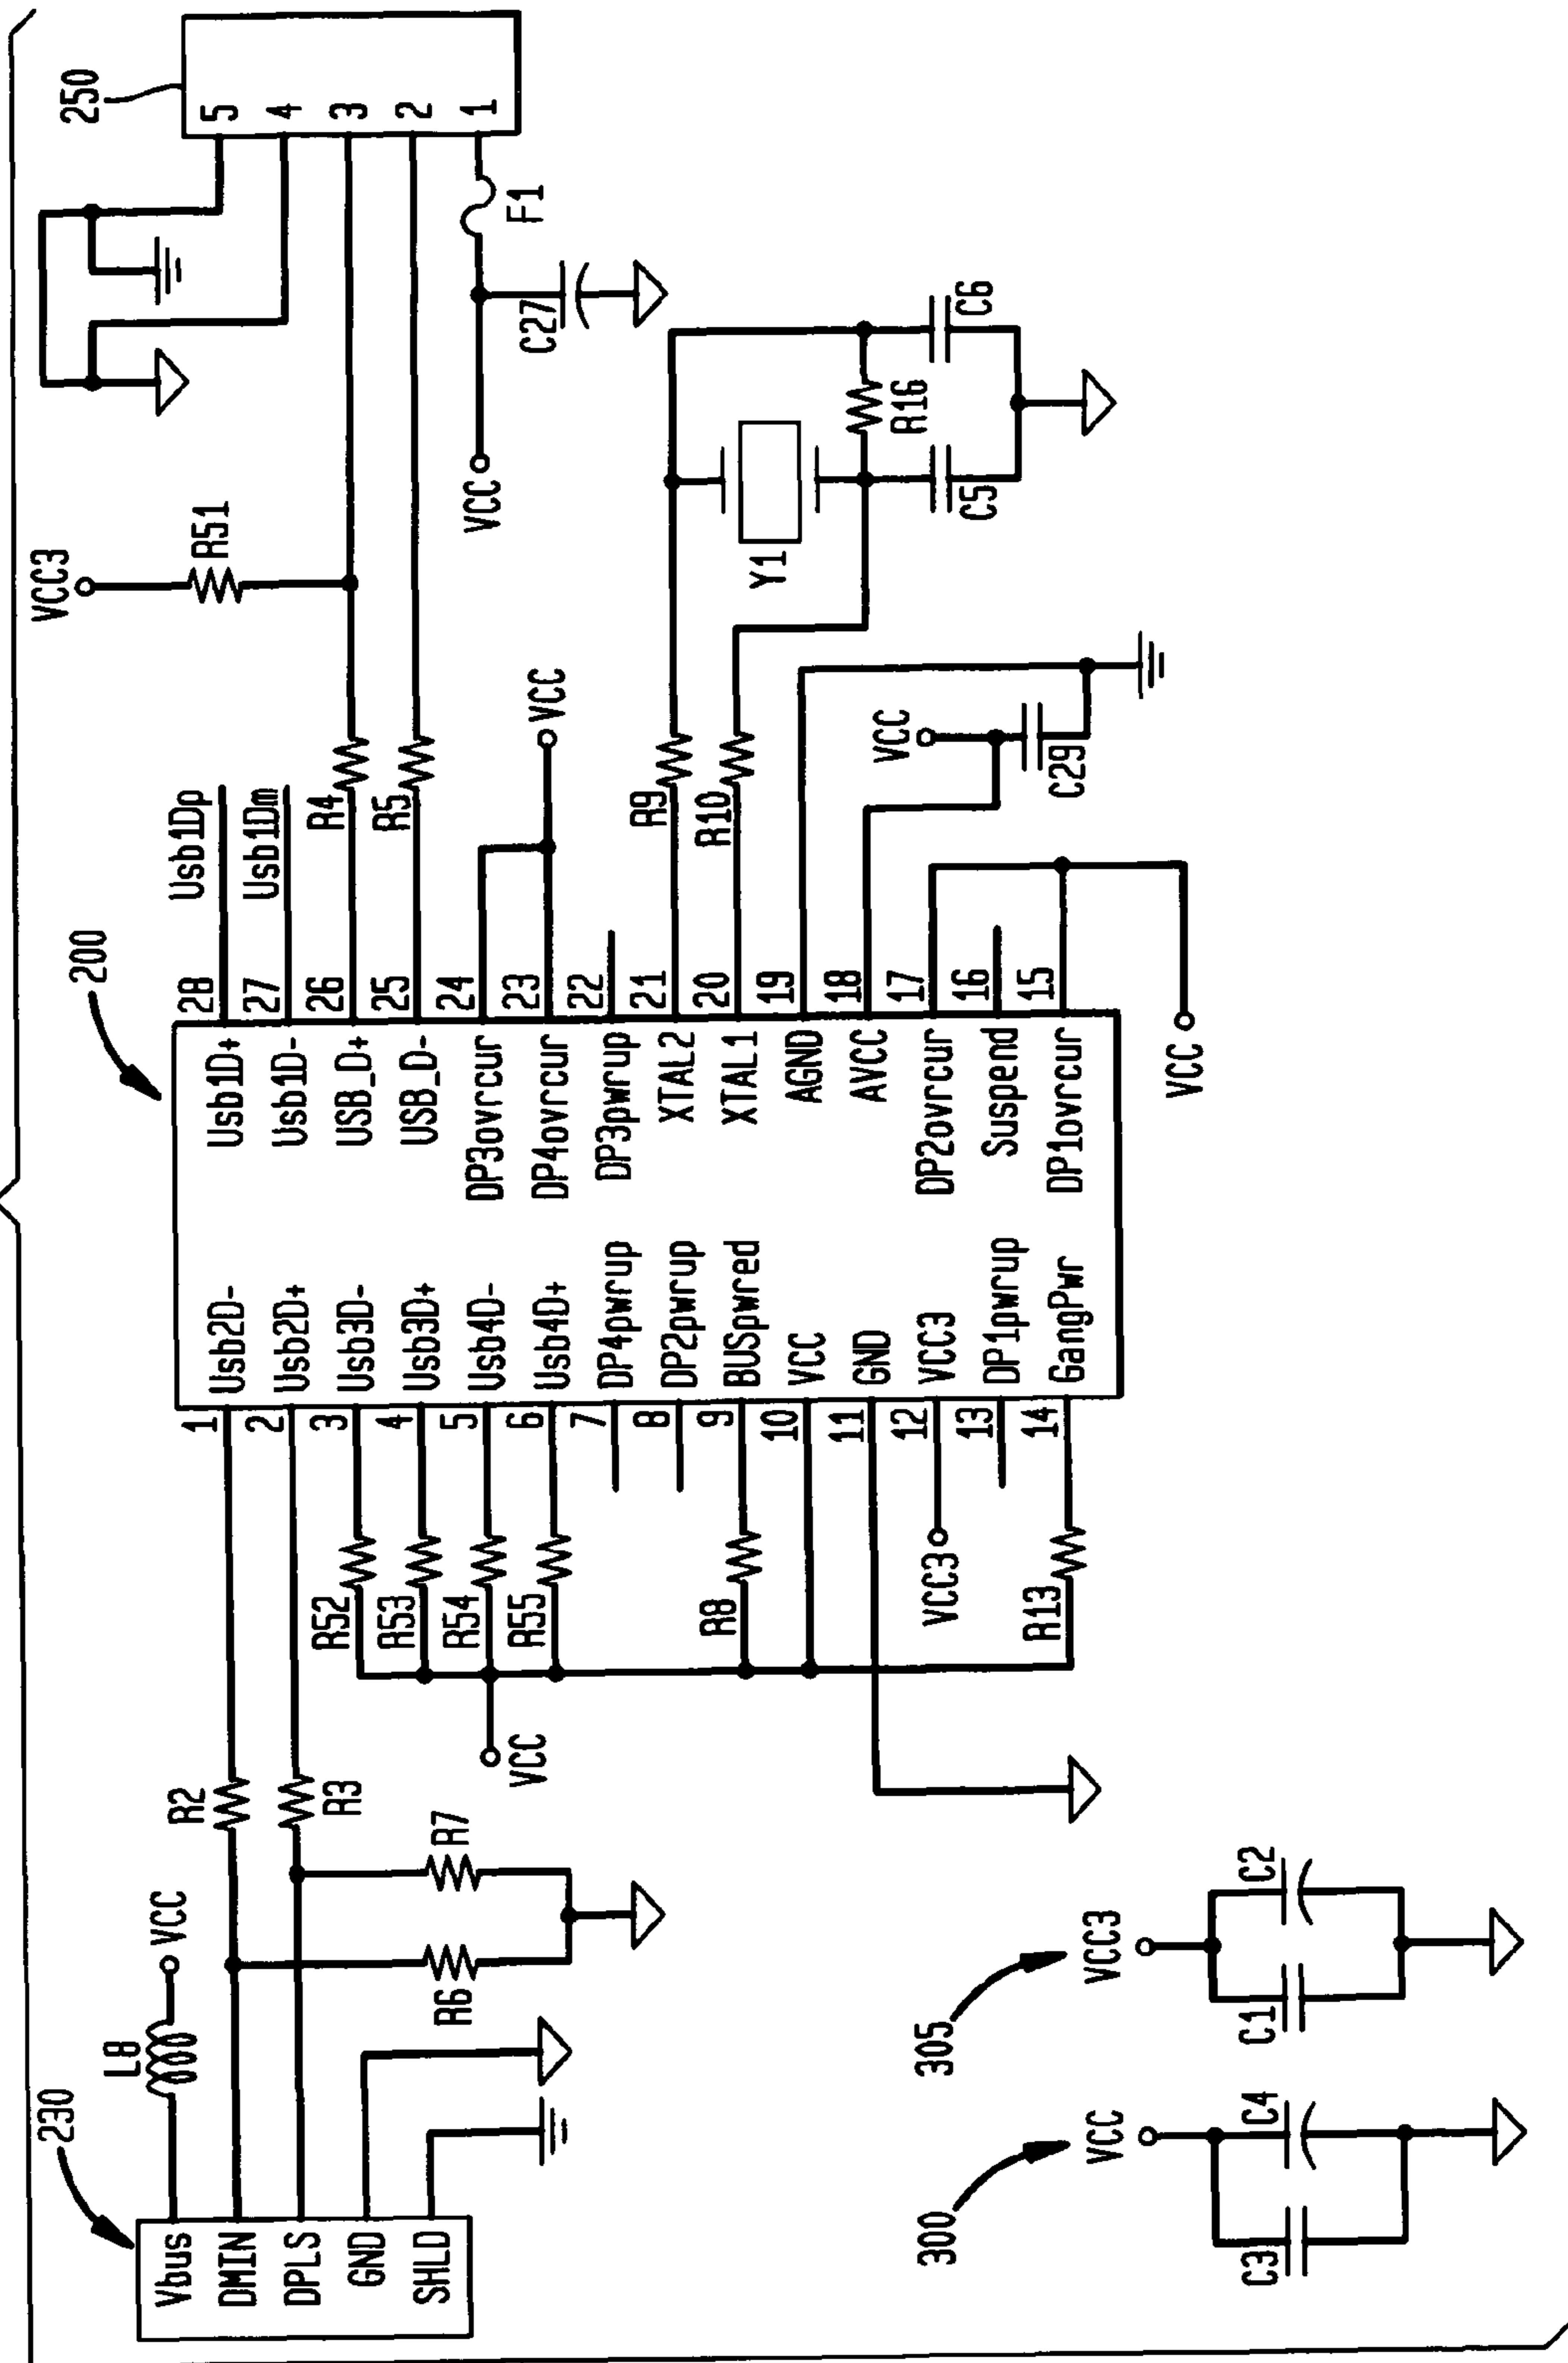 230
Vbus
DMIN
DPLS
GND
SHLD
L8
VCC
R2
R3
R6
R7
R52
R53
R54
R55
VCC
R8
VCC3
R13
1
2
3
4
5
6
7
8
9
10
11
12
13
14
Usb2D-
Usb2D+
Usb3D-
Usb3D+
Usb4D-
Usb4D+
DP4pwrup
DP2pwrup
BUSpwred
VCC
GND
VCC3
DP1pwrup
GangPwr
200
Usb1D+
Usb1D-
USB_D+
USB_D-
DP3ovrcur
DP4ovrcur
DP3pwrup
XTAL2
XTAL1
AGND
AVCC
DP2ovrcur
Suspend
DP1ovrcur
28
27
26
25
24
23
22
21
20
19
18
17
16
15
Usb1Dp
Usb1Dm
R4
R5
VCC
R9
R10
VCC
C29
VCC
VCC3
R51
VCC
C27
F1
Y1
R16
C5
C6
250
5
4
3
2
1
300
VCC
C3
C4
305
VCC3
C1
C2